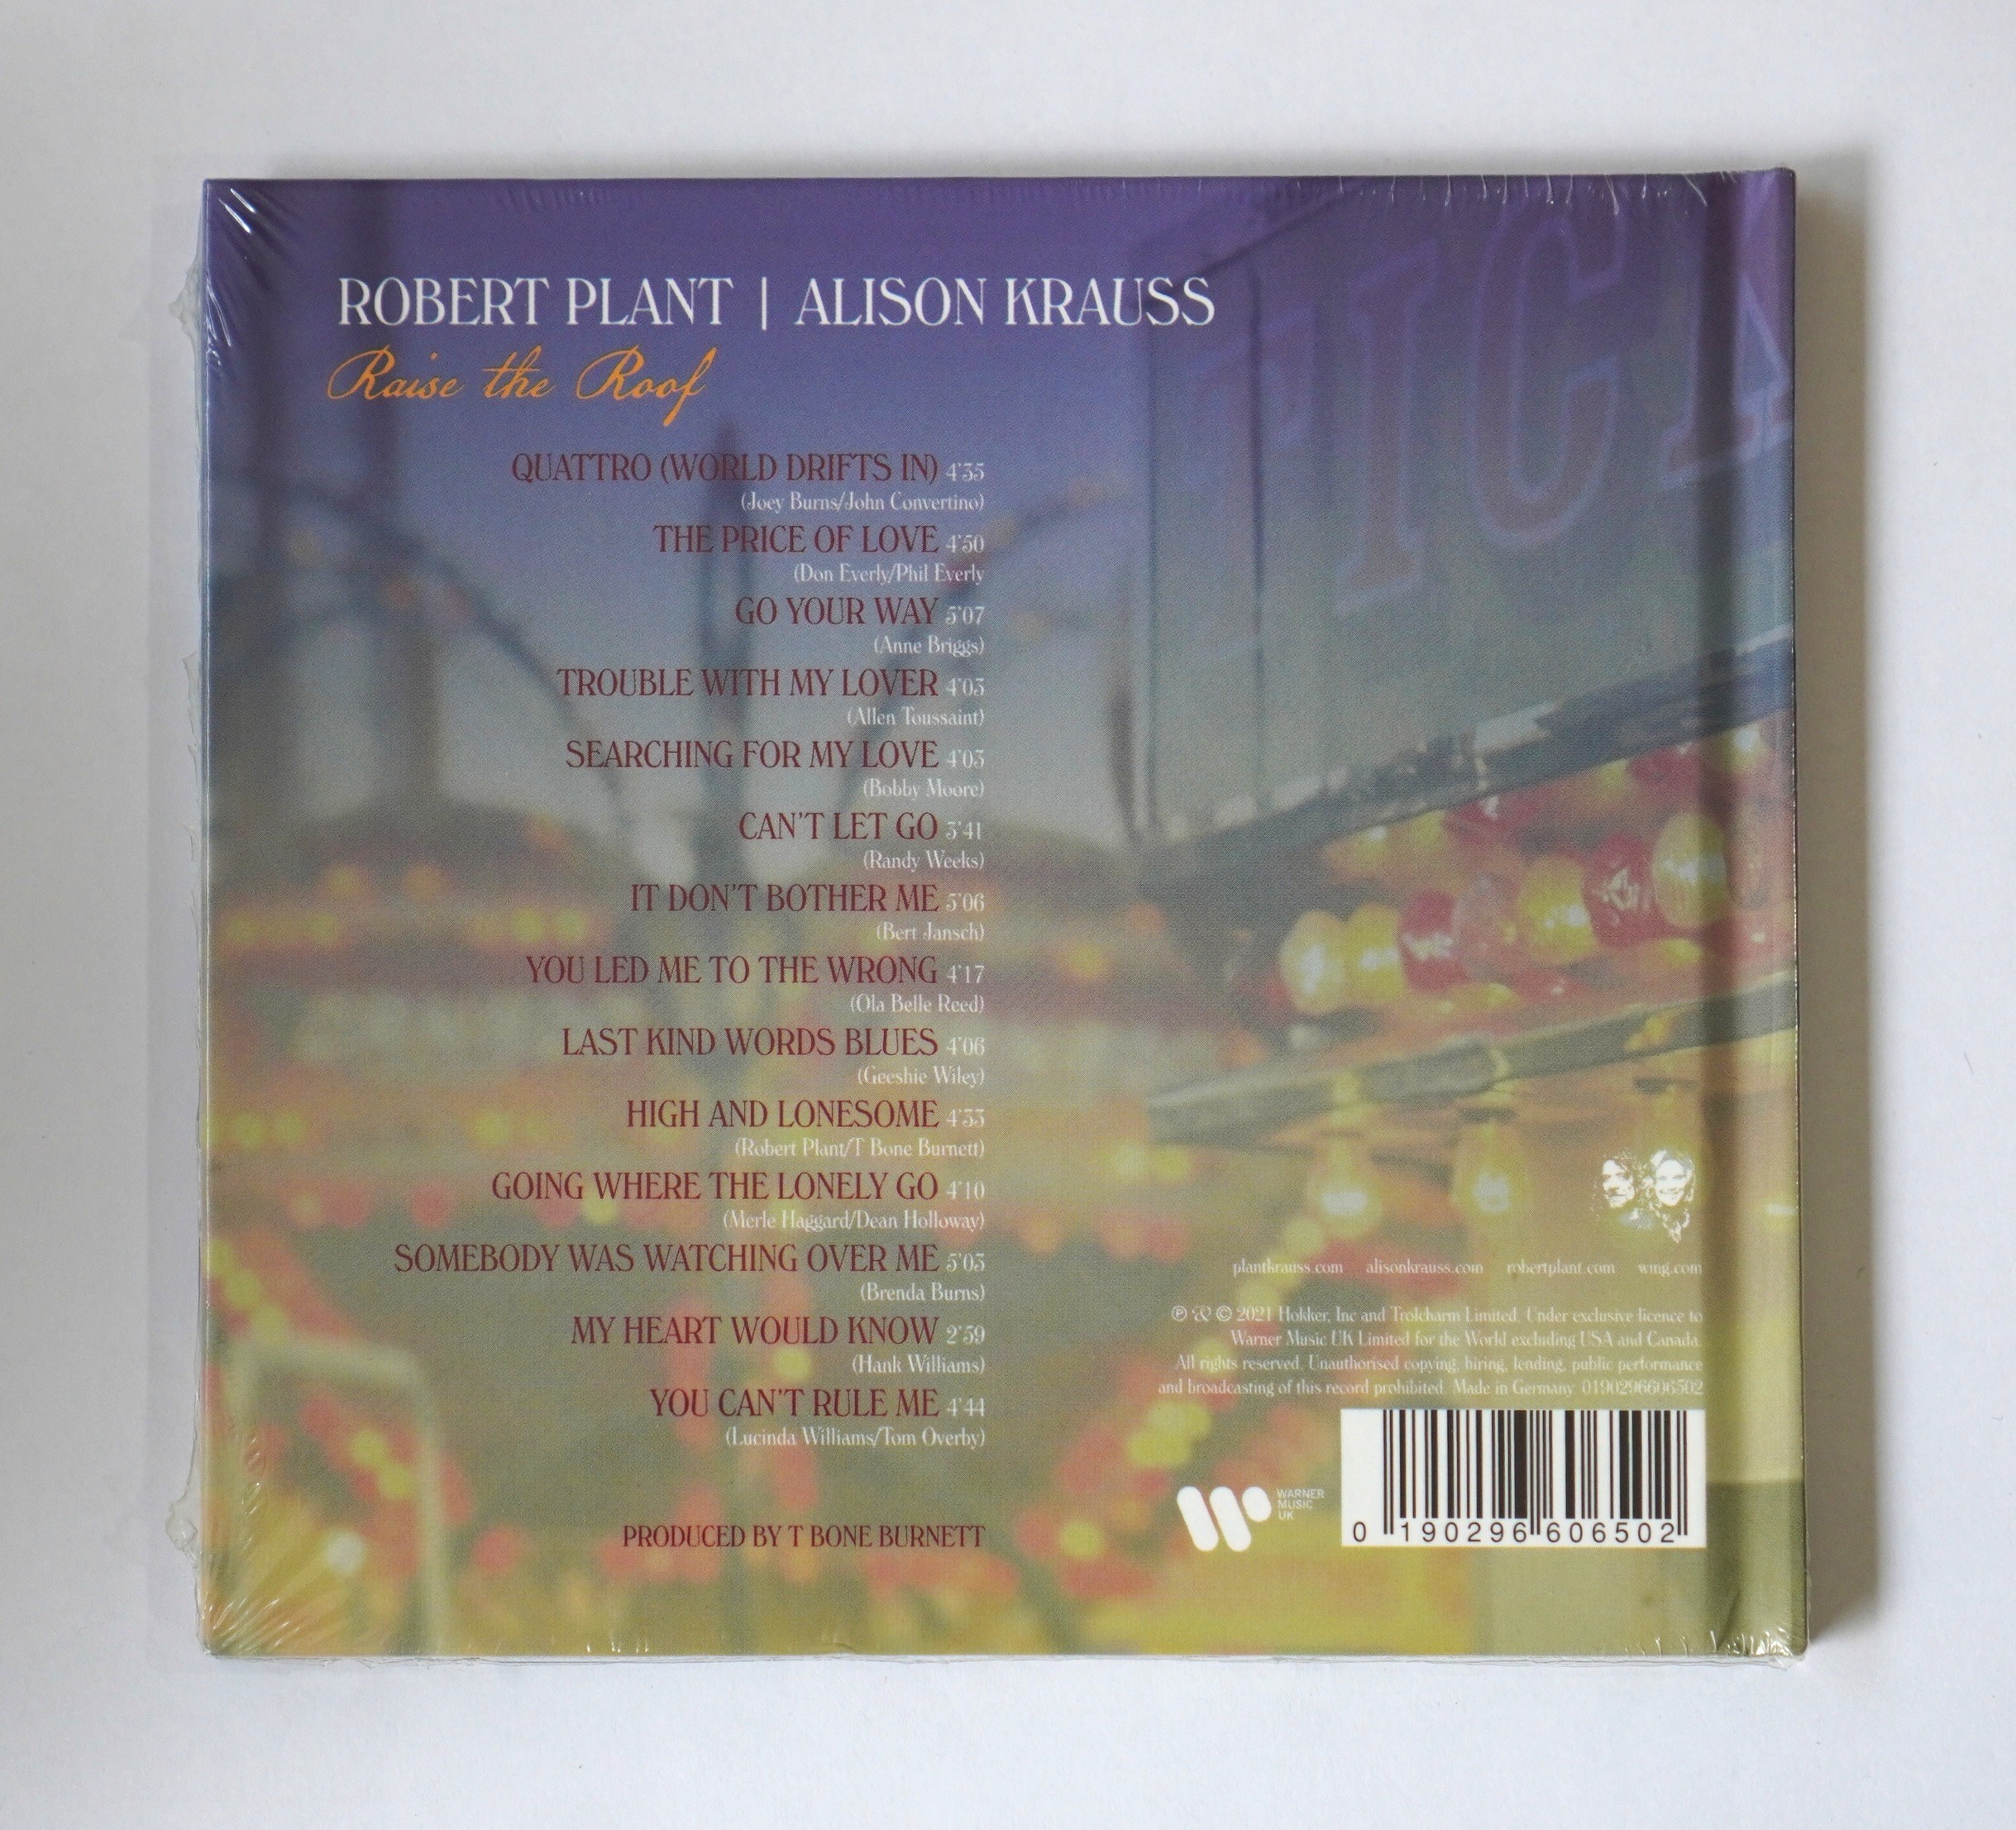 ROBERT PLANT | ALISON KRAUSS
Raise the Roof
QUATTRO (WORLD DRIFTS IN) 4'35
(Joey Burns/John Convertino)
THE PRICE OF LOVE 4'50
(Don Everly/Phil Everly
GO YOUR WAY 5'07
(Anne Briggs)
TROUBLE WITH MY LOVER 4'03
(Allen Toussaint)
SEARCHING FOR MY LOVE 4'03
(Bobby Moore)
CAN'T LET GO 3'41
(Randy Weeks)
IT DON'T BOTHER ME 5'06
(Bert Jansch)
YOU LED ME TO THE WRONG 4'17
(Ola Belle Reed)
LAST KIND WORDS BLUES 4'06
(Geeshie Wiley)
HIGH AND LONESOME 4'33
(Robert Plant/T Bone Burnett)
GOING WHERE THE LONELY GO 4'10
(Merle Haggard/Dean Holloway)
SOMEBODY WAS WATCHING OVER ME 5'03
(Brenda Burns)
MY HEART WOULD KNOW 2'59
(Hank Williams)
YOU CAN'T RULE ME 4'44
(Lucinda Williams/Tom Overby)
PRODUCED BY T BONE BURNETT
TICA
plantkrauss.com alisonkrauss.com robertplant.com wmg.com
℗ & © 2021 Hokker, Inc and Trolcharm Limited. Under exclusive licence to
Warner Music UK Limited for the World excluding USA and Canada.
All rights reserved. Unauthorised copying, hiring, lending, public performance
and broadcasting of this record prohibited. Made in Germany. 0190296606502
WARNER
MUSIC
UK
0 190296 606502